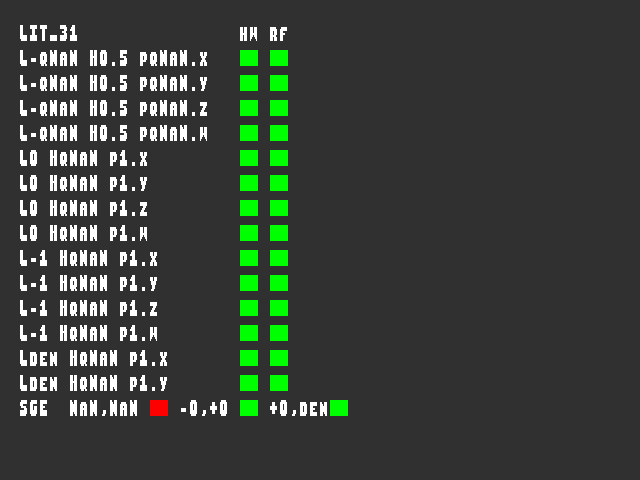 LIT_31 HW RF
L-QNAN H0.5 PQNAN.X
L-QNAN H0.5 PQNAN.Y
L-QNAN H0.5 PQNAN.Z
L-QNAN H0.5 PQNAN.W
L0 HQNAN P1.X
L0 HQNAN P1.Y
L0 HQNAN P1.Z
L0 HQNAN P1.W
L-1 HQNAN P1.X
L-1 HQNAN P1.Y
L-1 HQNAN P1.Z
L-1 HQNAN P1.W
LDEN HQNAN P1.X
LDEN HQNAN P1.Y
SGE NAN,NAN -0,+0 +0,DEN